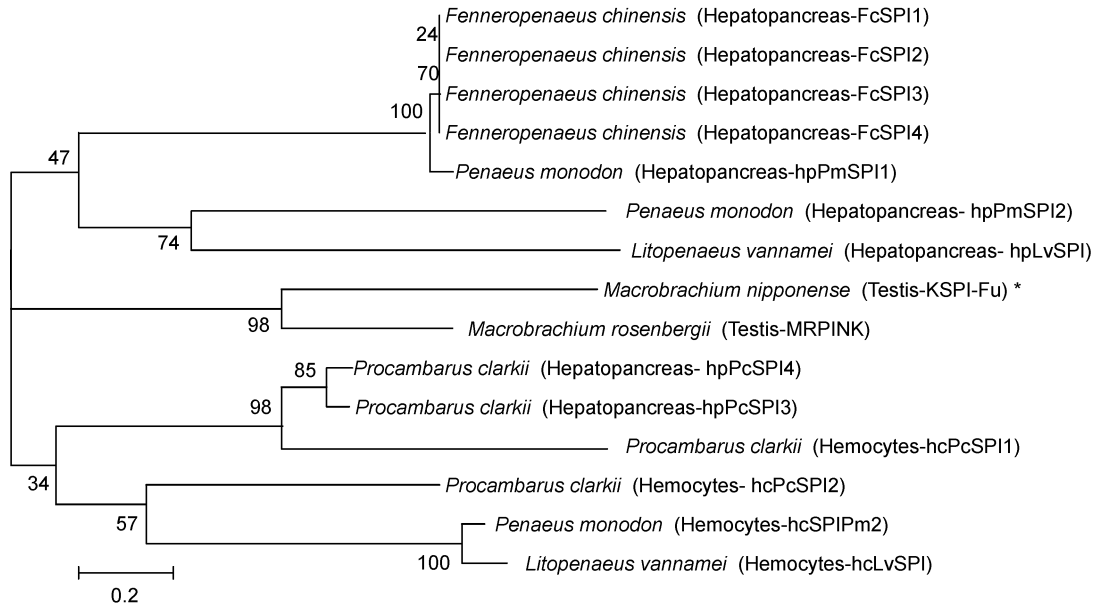 Fenneropenaeus chinensis (Hepatopancreas-FcSPI1)
24
Fenneropenaeus chinensis (Hepatopancreas-FcSPI2)
70
Fenneropenaeus chinensis (Hepatopancreas-FcSPI3)
100
Fenneropenaeus chinensis (Hepatopancreas-FcSPI4)
47
Penaeus monodon (Hepatopancreas-hpPmSPI1)
Penaeus monodon (Hepatopancreas- hpPmSPI2)
74
Litopenaeus vannamei (Hepatopancreas- hpLvSPI)
Macrobrachium nipponense (Testis-KSPI-Fu) *
98
Macrobrachium rosenbergii (Testis-MRPINK)
85
Procambarus clarkii (Hepatopancreas- hpPcSPI4)
98
Procambarus clarkii (Hepatopancreas-hpPcSPI3)
Procambarus clarkii (Hemocytes-hcPcSPI1)
34
Procambarus clarkii (Hemocytes- hcPcSPI2)
57
Penaeus monodon (Hemocytes-hcSPIPm2)
100
Litopenaeus vannamei (Hemocytes-hcLvSPI)
0.2